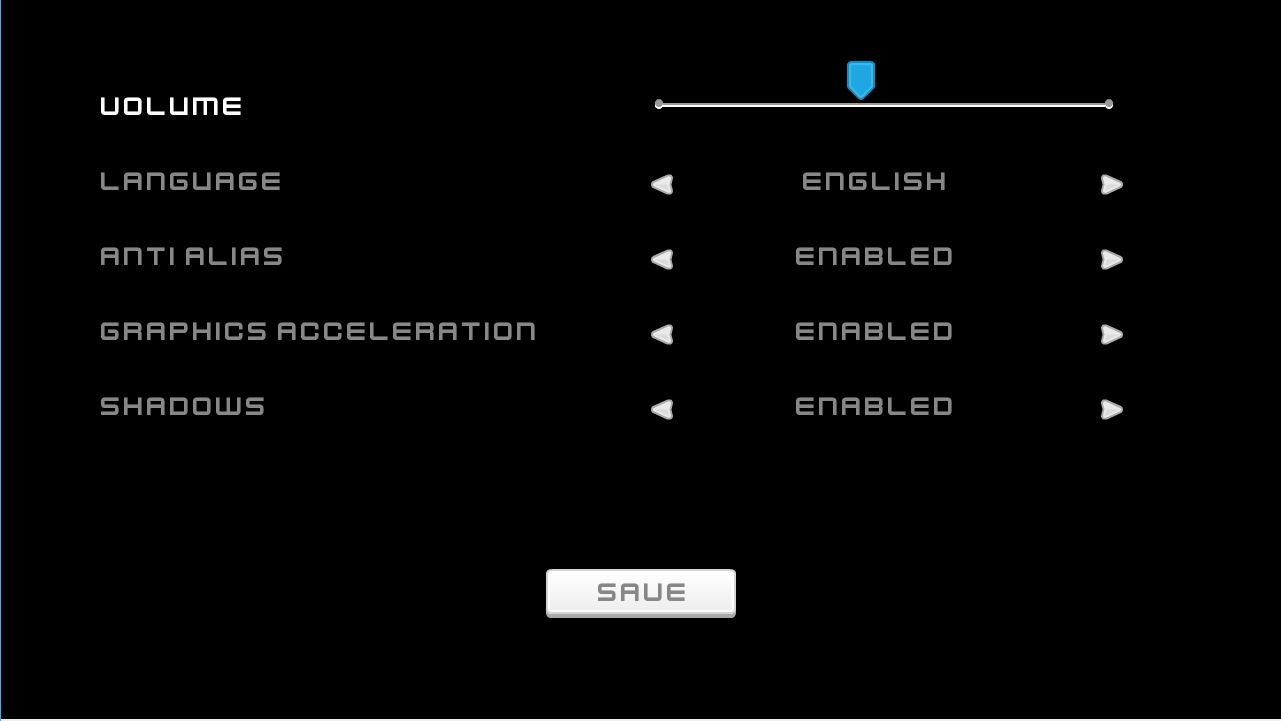 VOLUME
LANGUAGE ENGLISH
ANTI ALIAS ENABLED
GRAPHICS ACCELERATION ENABLED
SHADOWS ENABLED
SAVE